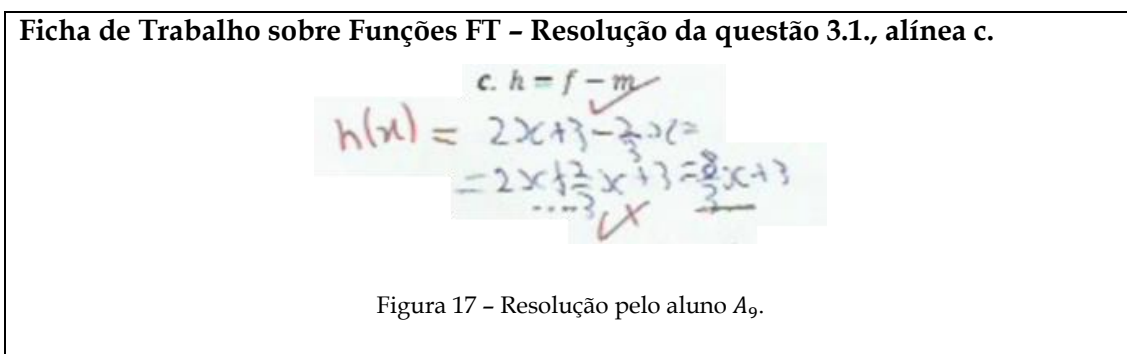 Ficha de Trabalho sobre Funções FT – Resolução da questão 3.1., alínea c.
c. h = f − m
h(x) = 2x+3−2/3x=
=2x+2/3x+3=8/3x+3
Figura 17 – Resolução pelo aluno A₉.